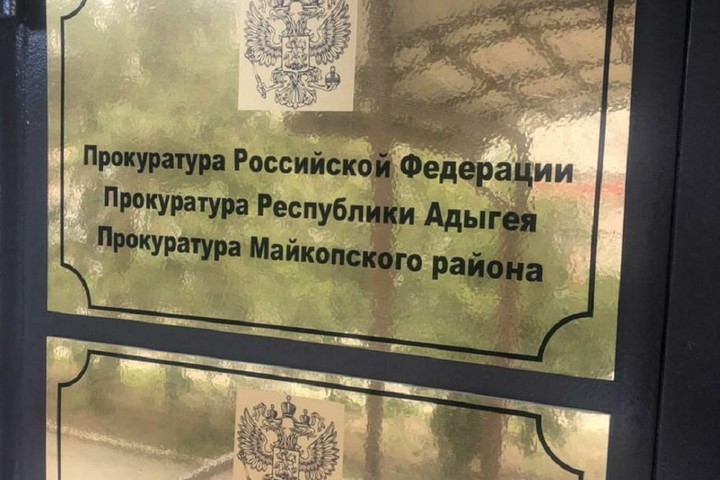 Прокуратура Российской Федерации
Прокуратура Республики Адыгея
Прокуратура Майкопского района